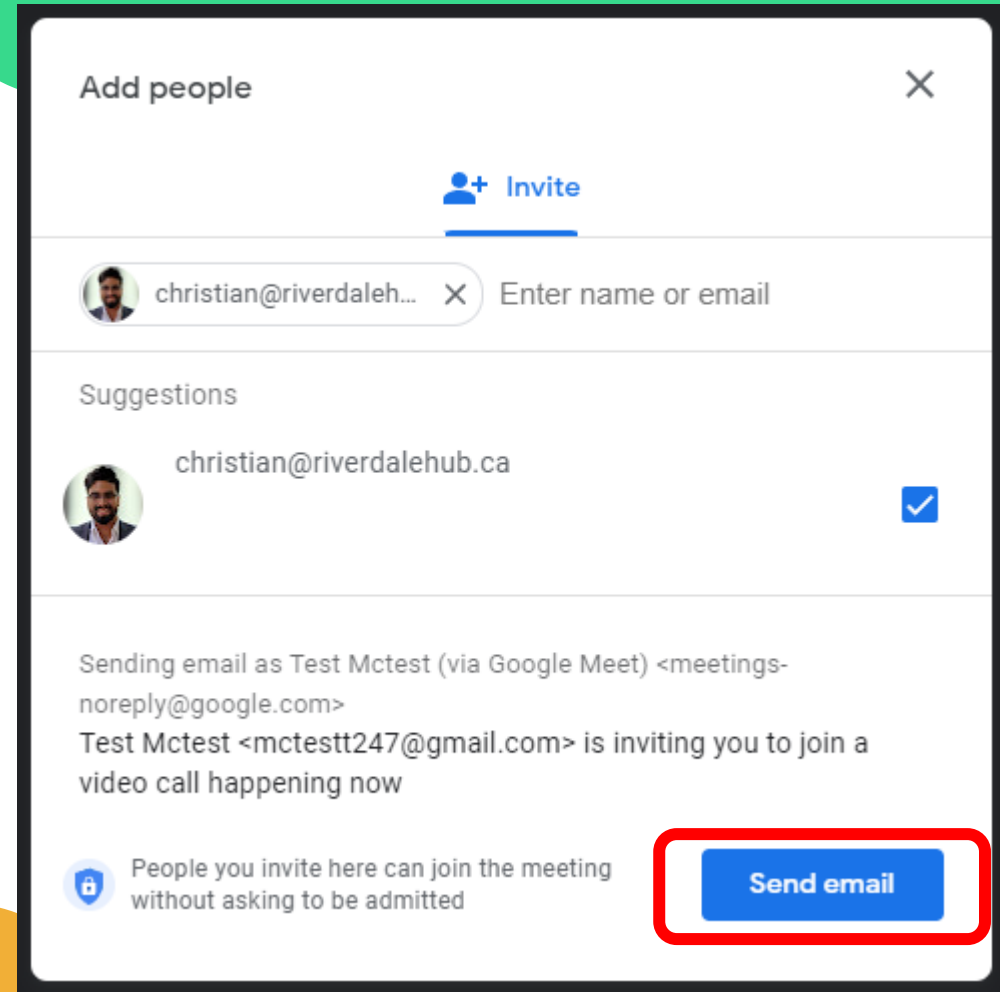 Add people
Invite
christian@riverdaleh...
Enter name or email
Suggestions
christian@riverdalehub.ca
Sending email as Test Mctest (via Google Meet) <meetings-
noreply@google.com>
Test Mctest <mctestt247@gmail.com> is inviting you to join a
video call happening now
People you invite here can join the meeting
without asking to be admitted
Send email